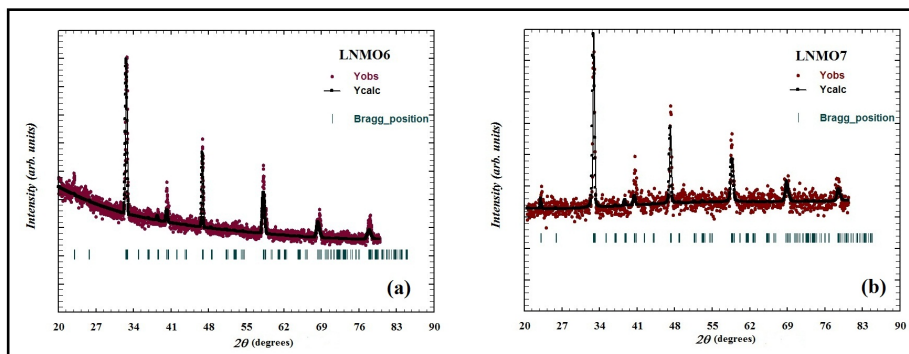 LNMO6
Yobs
Ycalc
Bragg_position
Intensity (arb. units)
(a)
20 27 34 41 48 55 62 69 76 83 90
2θ (degrees)
LNMO7
Yobs
Ycalc
Bragg_position
Intensity (arb. units)
(b)
20 27 34 41 48 55 62 69 76 83 90
2θ (degrees)